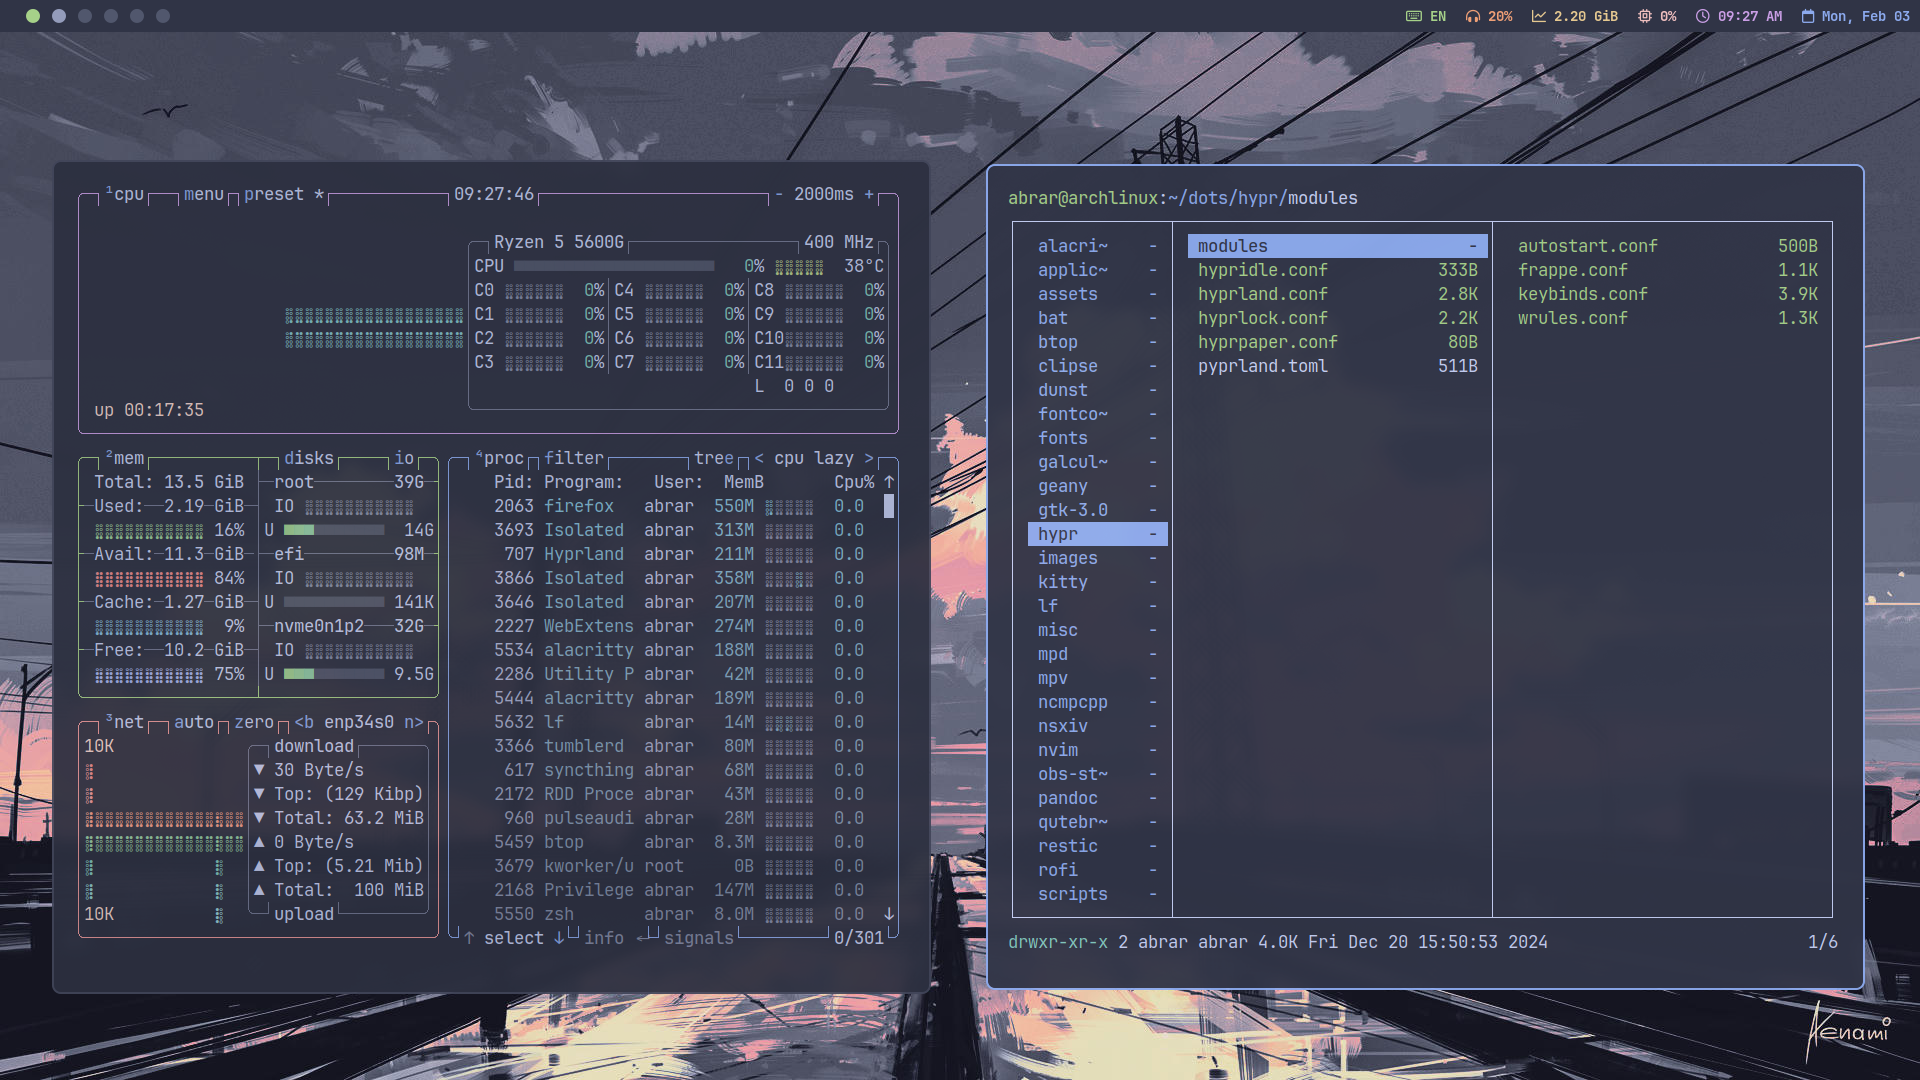 EN 20% 2.20 GiB 0% 09:27 AM Mon, Feb 03
¹cpu menu preset * 09:27:46 - 2000ms +
Ryzen 5 5600G 400 MHz
CPU 0% 38°C
C0 0% C4 0% C8 0%
C1 0% C5 0% C9 0%
C2 0% C6 0% C10 0%
C3 0% C7 0% C11 0%
L 0 0 0
up 00:17:35
²mem disks io
Total: 13.5 GiB root 39G
Used: 2.19 GiB IO
16% U 14G
Avail: 11.3 GiB efi 98M
84% IO
Cache: 1.27 GiB U 141K
9% nvme0n1p2 32G
Free: 10.2 GiB IO
75% U 9.5G
³net auto zero <b enp34s0 n>
10K download
▼ 30 Byte/s
▼ Top: (129 Kibp)
▼ Total: 63.2 MiB
▲ 0 Byte/s
▲ Top: (5.21 Mib)
▲ Total: 100 MiB
10K upload
⁴proc filter tree < cpu lazy >
Pid: Program: User: MemB Cpu% ↑
2063 firefox abrar 550M 0.0
3693 Isolated abrar 313M 0.0
707 Hyprland abrar 211M 0.0
3866 Isolated abrar 358M 0.0
3646 Isolated abrar 207M 0.0
2227 WebExtens abrar 274M 0.0
5534 alacritty abrar 188M 0.0
2286 Utility P abrar 42M 0.0
5444 alacritty abrar 189M 0.0
5632 lf abrar 14M 0.0
3366 tumblerd abrar 80M 0.0
617 syncthing abrar 68M 0.0
2172 RDD Proce abrar 43M 0.0
960 pulseaudi abrar 28M 0.0
5459 btop abrar 8.3M 0.0
3679 kworker/u root 0B 0.0
2168 Privilege abrar 147M 0.0
5550 zsh abrar 8.0M 0.0 ↓
↑ select ↓ info ↵ signals 0/301
abrar@archlinux:~/dots/hypr/modules
alacri~ - modules - autostart.conf 500B
applic~ - hypridle.conf 333B frappe.conf 1.1K
assets - hyprland.conf 2.8K keybinds.conf 3.9K
bat - hyprlock.conf 2.2K wrules.conf 1.3K
btop - hyprpaper.conf 80B
clipse - pyprland.toml 511B
dunst -
fontco~ -
fonts -
galcul~ -
geany -
gtk-3.0 -
hypr -
images -
kitty -
lf -
misc -
mpd -
mpv -
ncmpcpp -
nsxiv -
nvim -
obs-st~ -
pandoc -
qutebr~ -
restic -
rofi -
scripts -
drwxr-xr-x 2 abrar abrar 4.0K Fri Dec 20 15:50:53 2024 1/6
Kenami